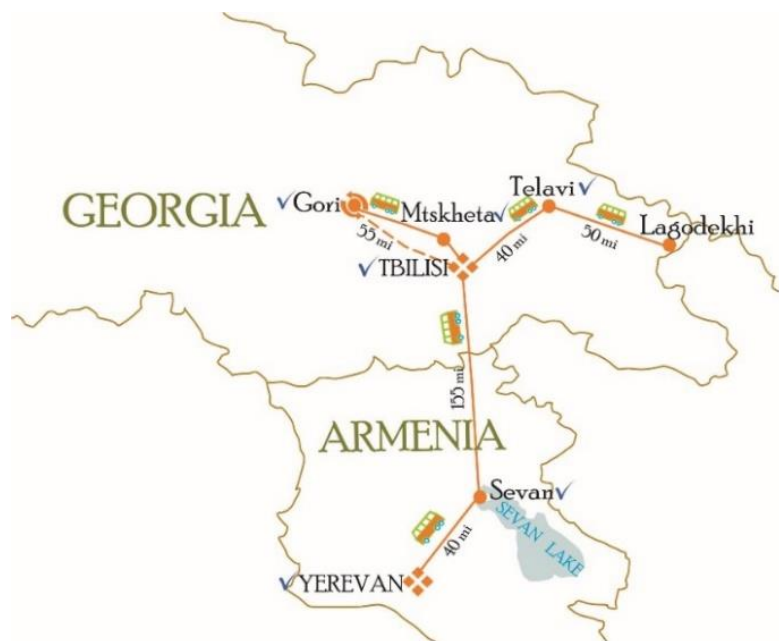 Telavi
GEORGIA
Gori
Mtskheta
Lagodekhi
55 mi
40 mi
50 mi
TBILISI
155 mi
ARMENIA
Sevan
SEVAN LAKE
40 mi
YEREVAN